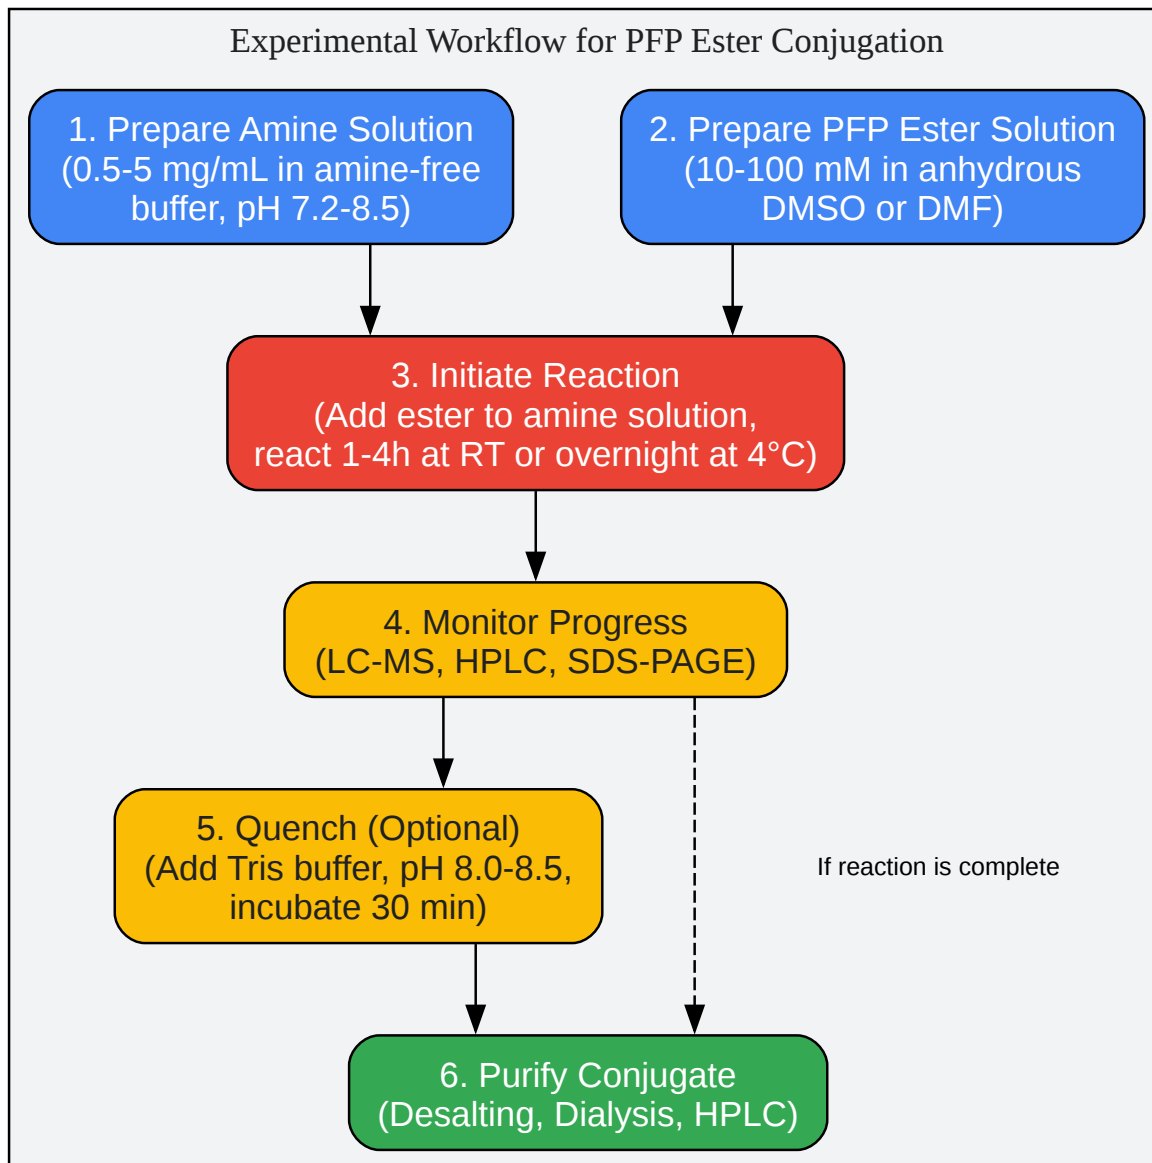 Experimental Workflow for PFP Ester Conjugation
1. Prepare Amine Solution
(0.5-5 mg/mL in amine-free
buffer, pH 7.2-8.5)
2. Prepare PFP Ester Solution
(10-100 mM in anhydrous
DMSO or DMF)
3. Initiate Reaction
(Add ester to amine solution,
react 1-4h at RT or overnight at 4°C)
4. Monitor Progress
(LC-MS, HPLC, SDS-PAGE)
5. Quench (Optional)
(Add Tris buffer, pH 8.0-8.5,
incubate 30 min)
If reaction is complete
6. Purify Conjugate
(Desalting, Dialysis, HPLC)